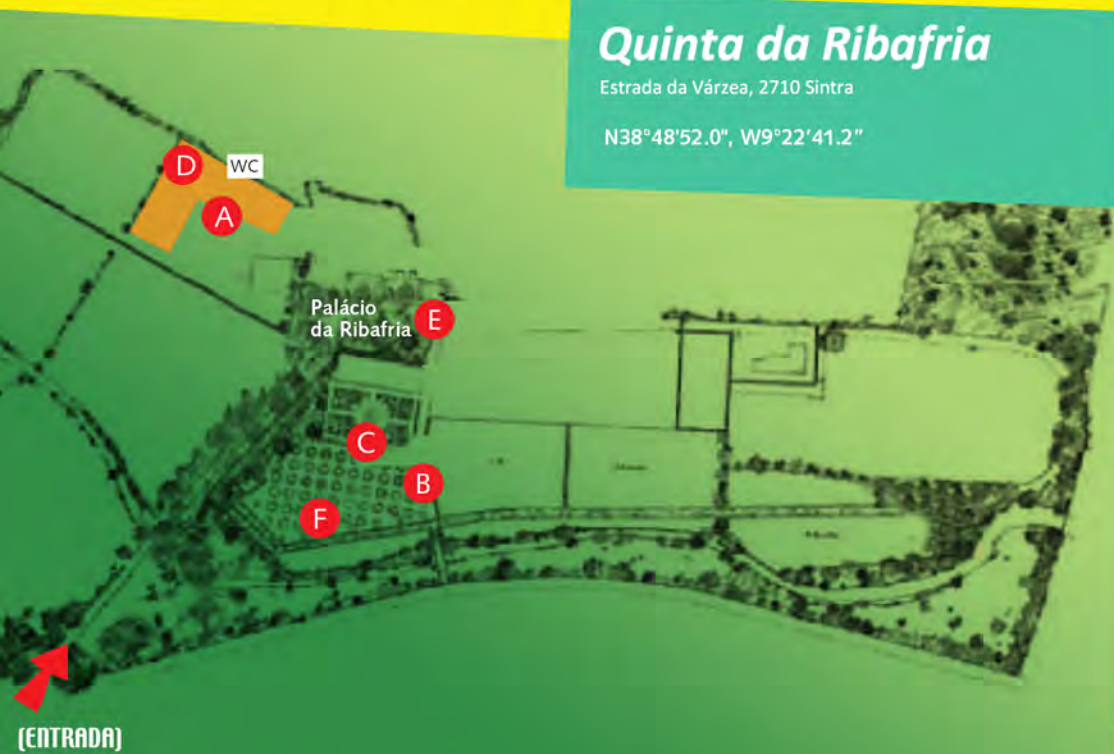 Quinta da Ribafria
Estrada da Várzea, 2710 Sintra
N38°48'52.0", W9°22'41.2"
D
WC
A
Palácio
da Ribafria
E
C
B
F
(ENTRADA)